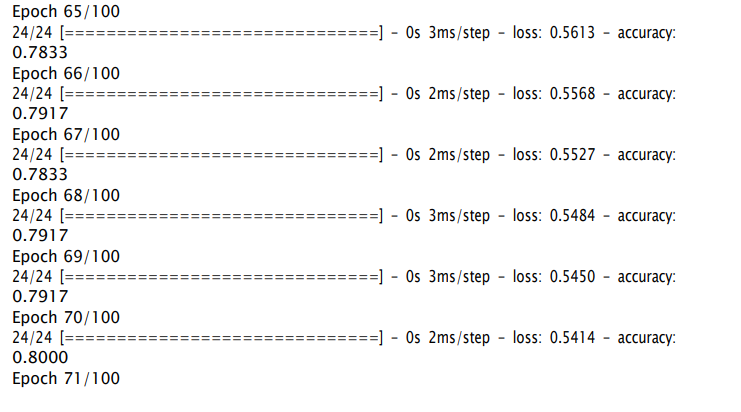 Epoch 65/100
24/24 [==============================] - 0s 3ms/step - loss: 0.5613 - accuracy:
0.7833
Epoch 66/100
24/24 [==============================] - 0s 2ms/step - loss: 0.5568 - accuracy:
0.7917
Epoch 67/100
24/24 [==============================] - 0s 2ms/step - loss: 0.5527 - accuracy:
0.7833
Epoch 68/100
24/24 [==============================] - 0s 3ms/step - loss: 0.5484 - accuracy:
0.7917
Epoch 69/100
24/24 [==============================] - 0s 3ms/step - loss: 0.5450 - accuracy:
0.7917
Epoch 70/100
24/24 [==============================] - 0s 2ms/step - loss: 0.5414 - accuracy:
0.8000
Epoch 71/100